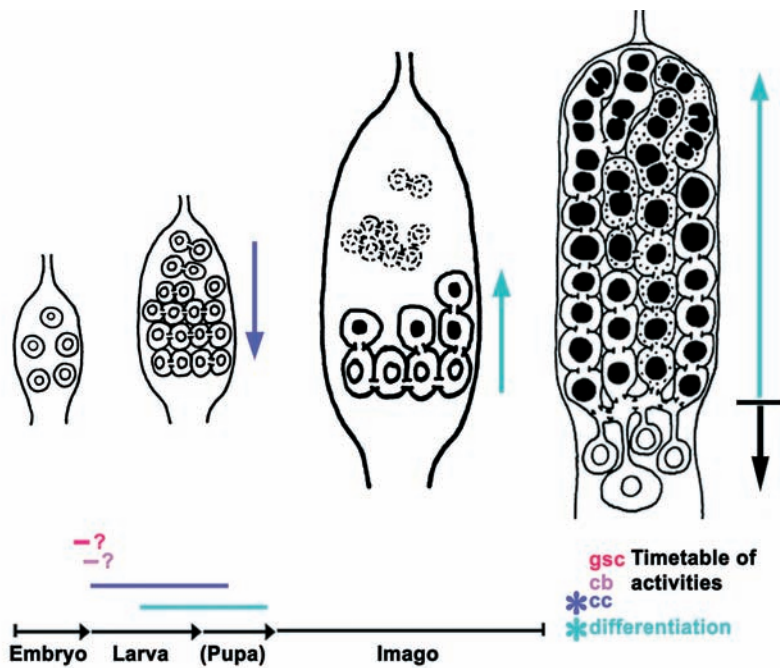 –?
–?
gsc Timetable of
cb activities
*cc
*differentiation
Embryo Larva (Pupa) Imago